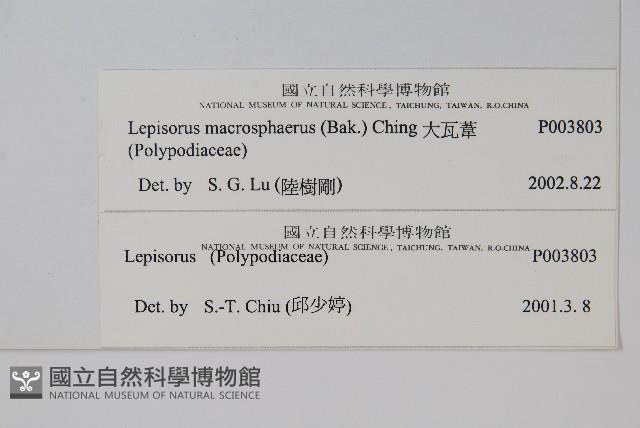 國立自然科學博物館
NATIONAL MUSEUM OF NATURAL SCIENCE, TAICHUNG, TAIWAN, R.O.CHINA
Lepisorus macrosphaerus (Bak.) Ching 大瓦葦 P003803
(Polypodiaceae)
Det. by S. G. Lu (陸樹剛) 2002.8.22
國立自然科學博物館
NATIONAL MUSEUM OF NATURAL SCIENCE, TAICHUNG, TAIWAN, R.O.CHINA
Lepisorus (Polypodiaceae) P003803
Det. by S.-T. Chiu (邱少婷) 2001.3. 8
國立自然科學博物館
NATIONAL MUSEUM OF NATURAL SCIENCE